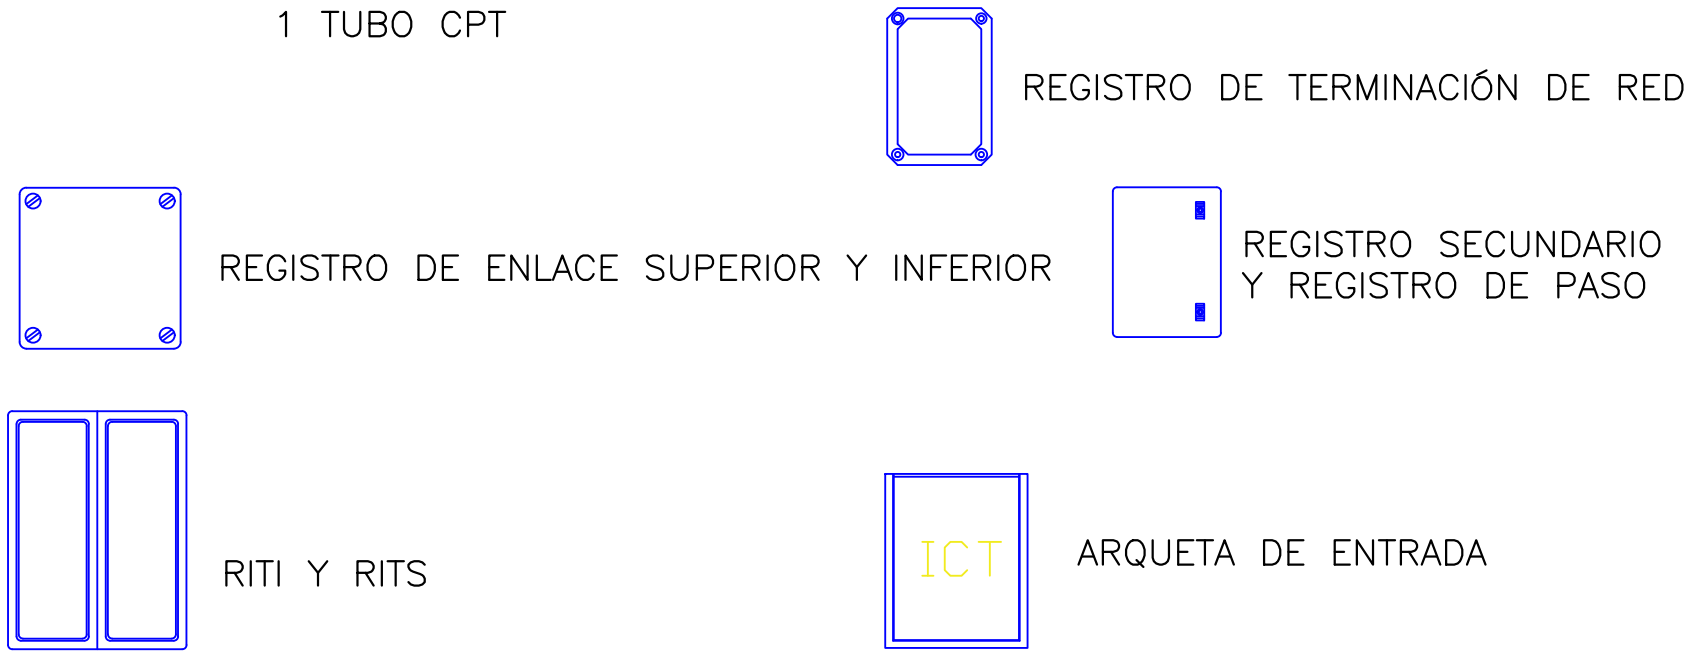 1 TUBO CPT
REGISTRO DE TERMINACIÓN DE RED
REGISTRO DE ENLACE SUPERIOR Y INFERIOR
REGISTRO SECUNDARIO
Y REGISTRO DE PASO
RITI Y RITS
ICT
ARQUETA DE ENTRADA